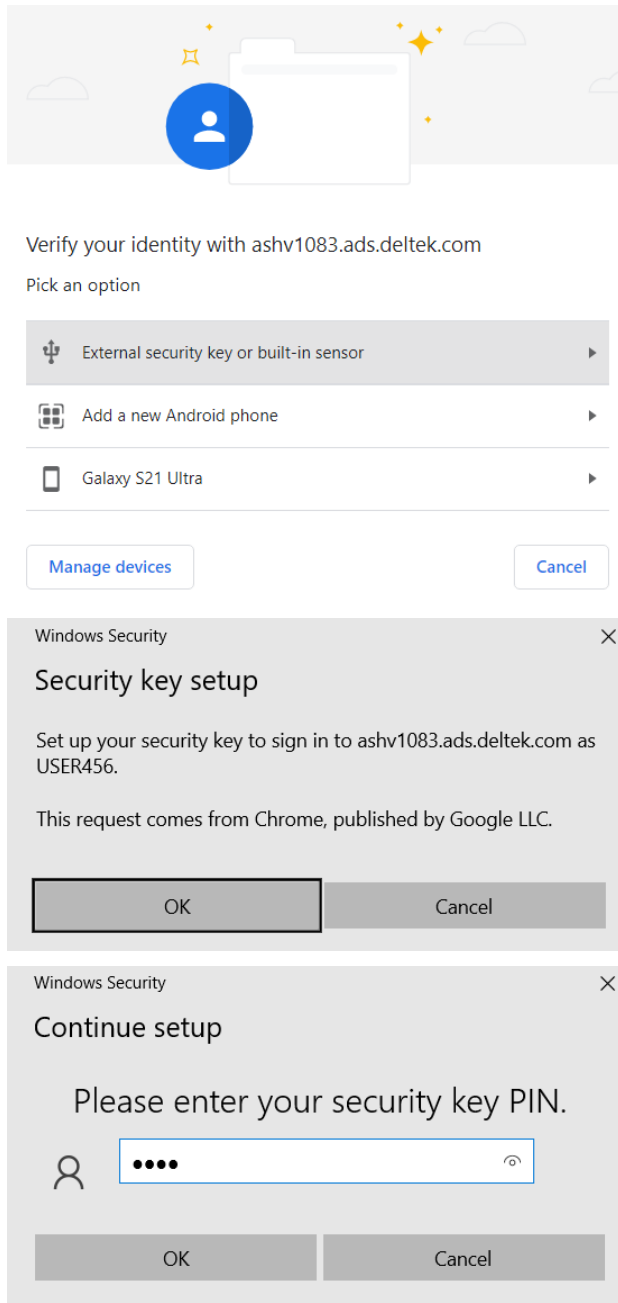 Verify your identity with ashv1083.ads.deltek.com
Pick an option
External security key or built-in sensor
Add a new Android phone
Galaxy S21 Ultra
Manage devices
Cancel
Windows Security
Security key setup
Set up your security key to sign in to ashv1083.ads.deltek.com as
USER456.
This request comes from Chrome, published by Google LLC.
OK
Cancel
Windows Security
Continue setup
Please enter your security key PIN.
••••
OK
Cancel